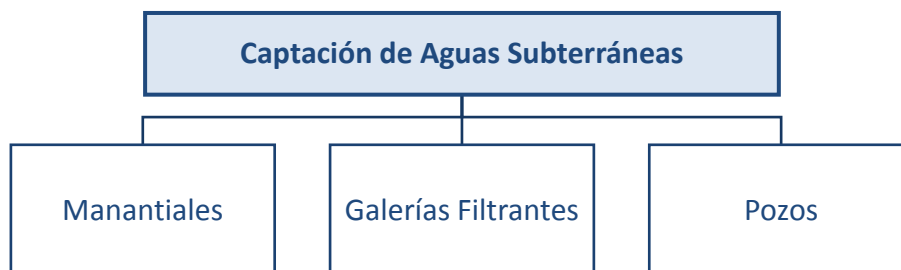 Captación de Aguas Subterráneas
Manantiales
Galerías Filtrantes
Pozos